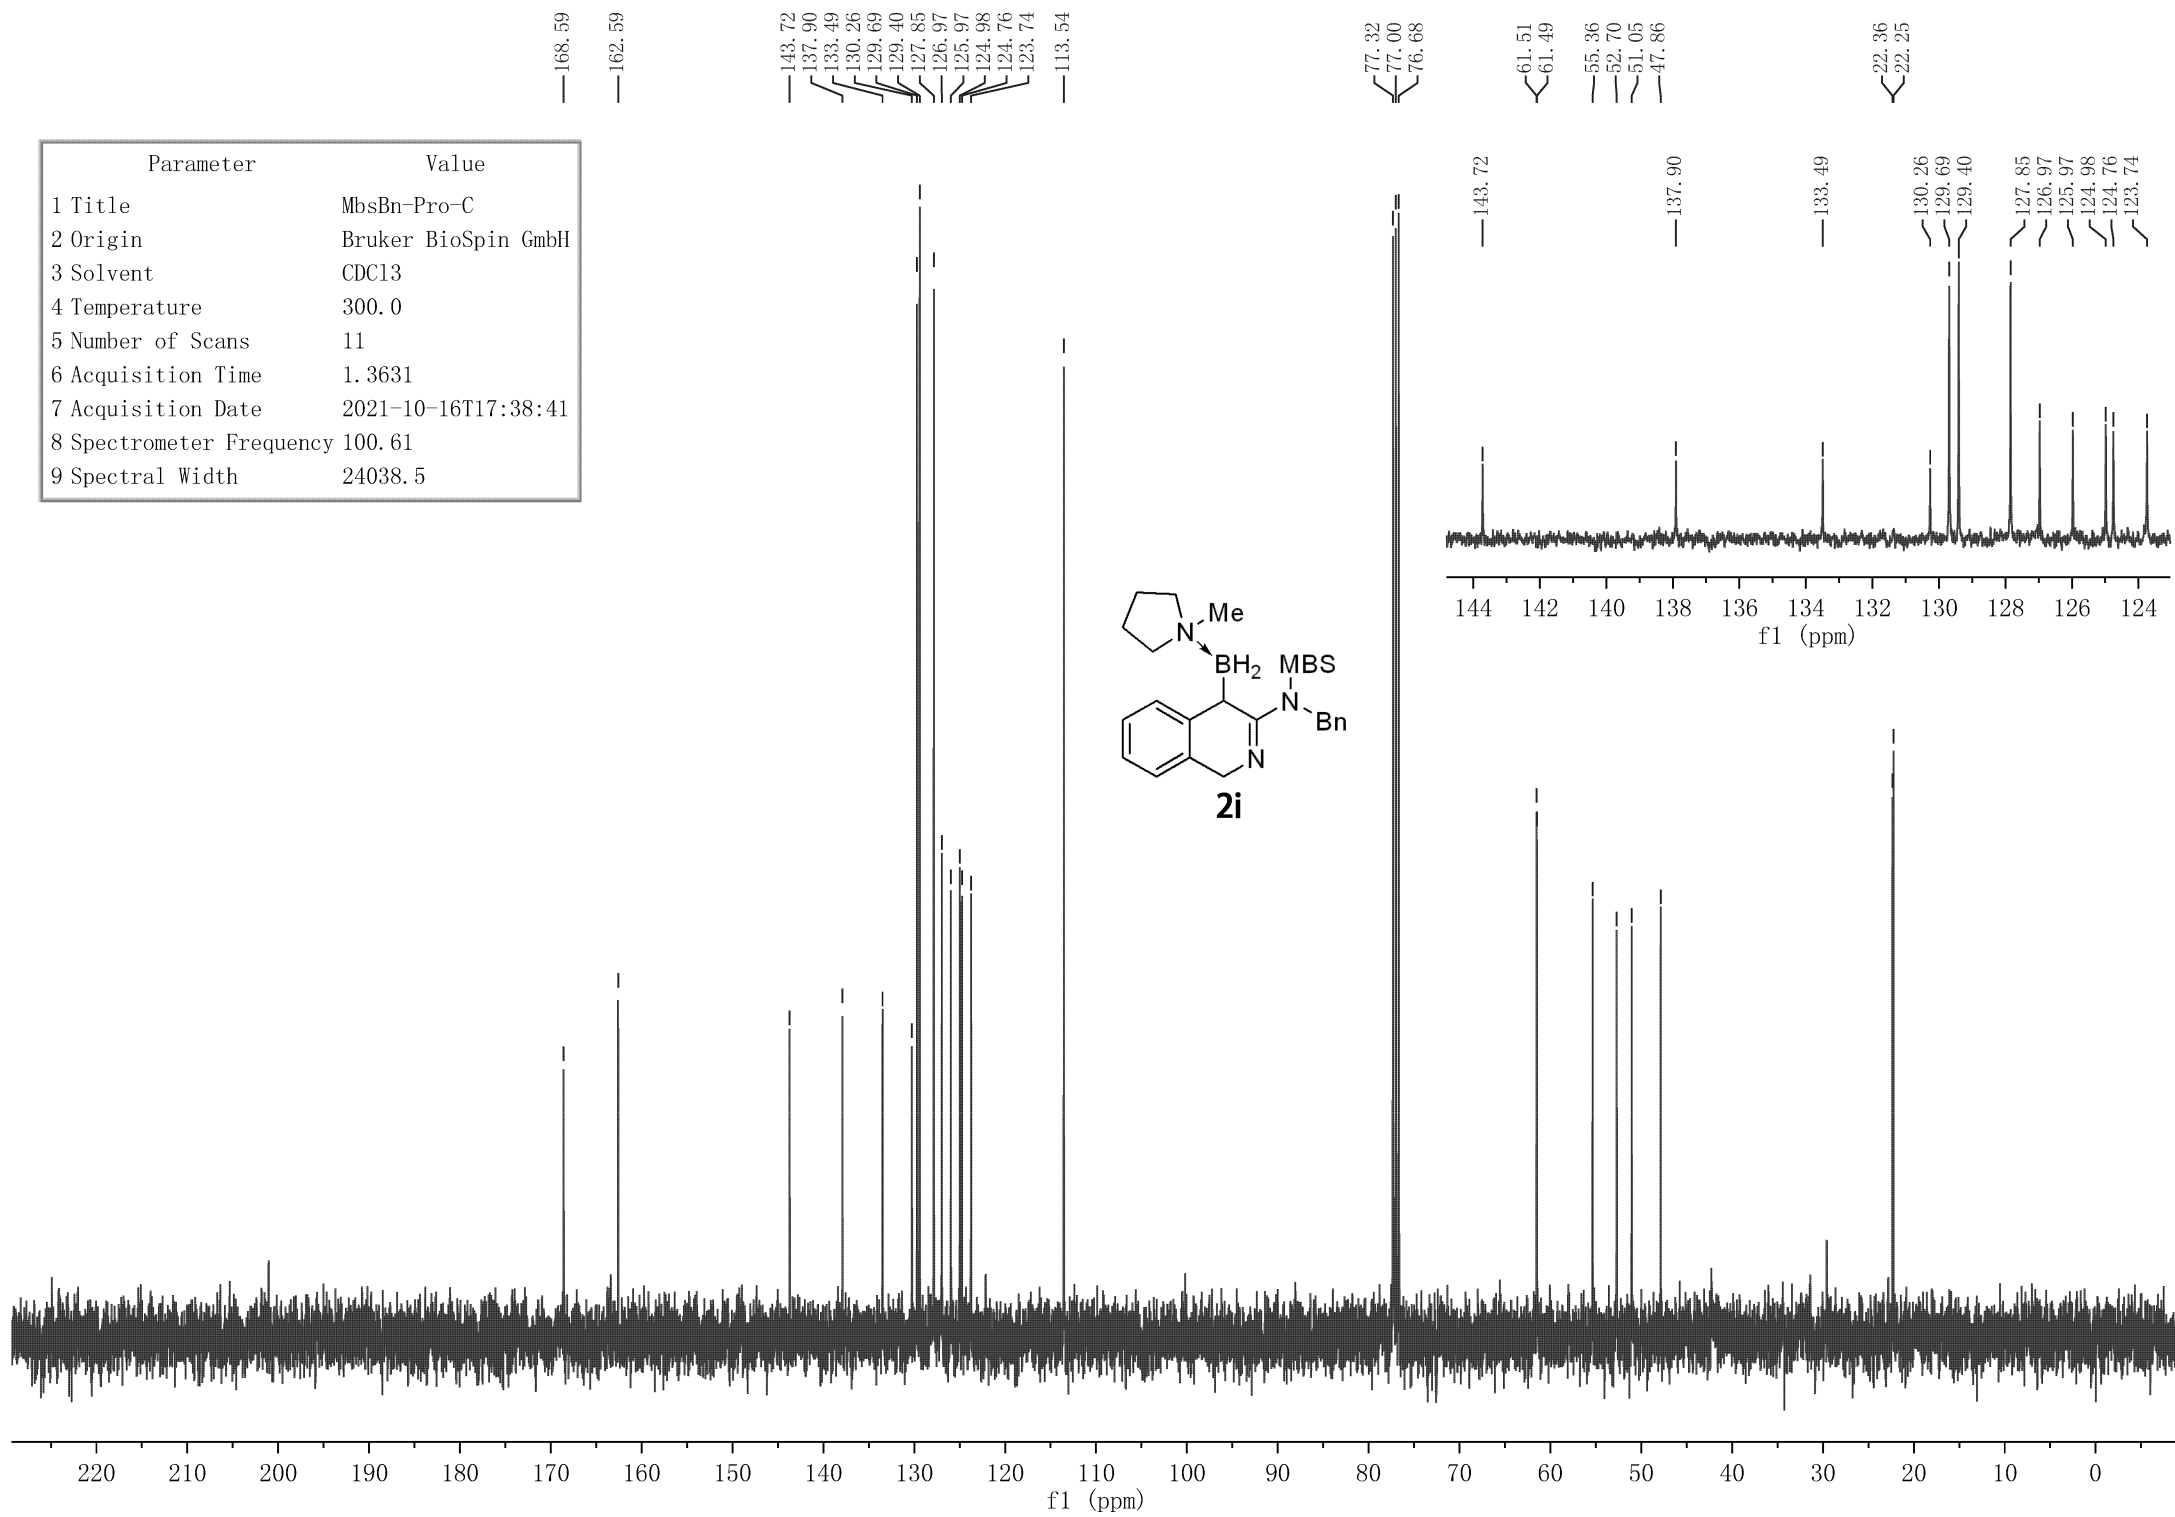 168.59
162.59
143.72
137.90
133.49
130.26
129.69
129.40
127.85
126.97
125.97
124.98
124.76
123.74
113.54
77.32
77.00
76.68
61.51
61.49
55.36
52.70
51.05
47.86
22.36
22.25
Parameter Value
1 Title MbsBn-Pro-C
2 Origin Bruker BioSpin GmbH
3 Solvent CDCl3
4 Temperature 300.0
5 Number of Scans 11
6 Acquisition Time 1.3631
7 Acquisition Date 2021-10-16T17:38:41
8 Spectrometer Frequency 100.61
9 Spectral Width 24038.5
143.72
137.90
133.49
130.26
129.69
129.40
127.85
126.97
125.97
124.98
124.76
123.74
144 142 140 138 136 134 132 130 128 126 124
f1 (ppm)
N Me
BH2 MBS
N
Bn
N
2i
220 210 200 190 180 170 160 150 140 130 120 110 100 90 80 70 60 50 40 30 20 10 0
f1 (ppm)